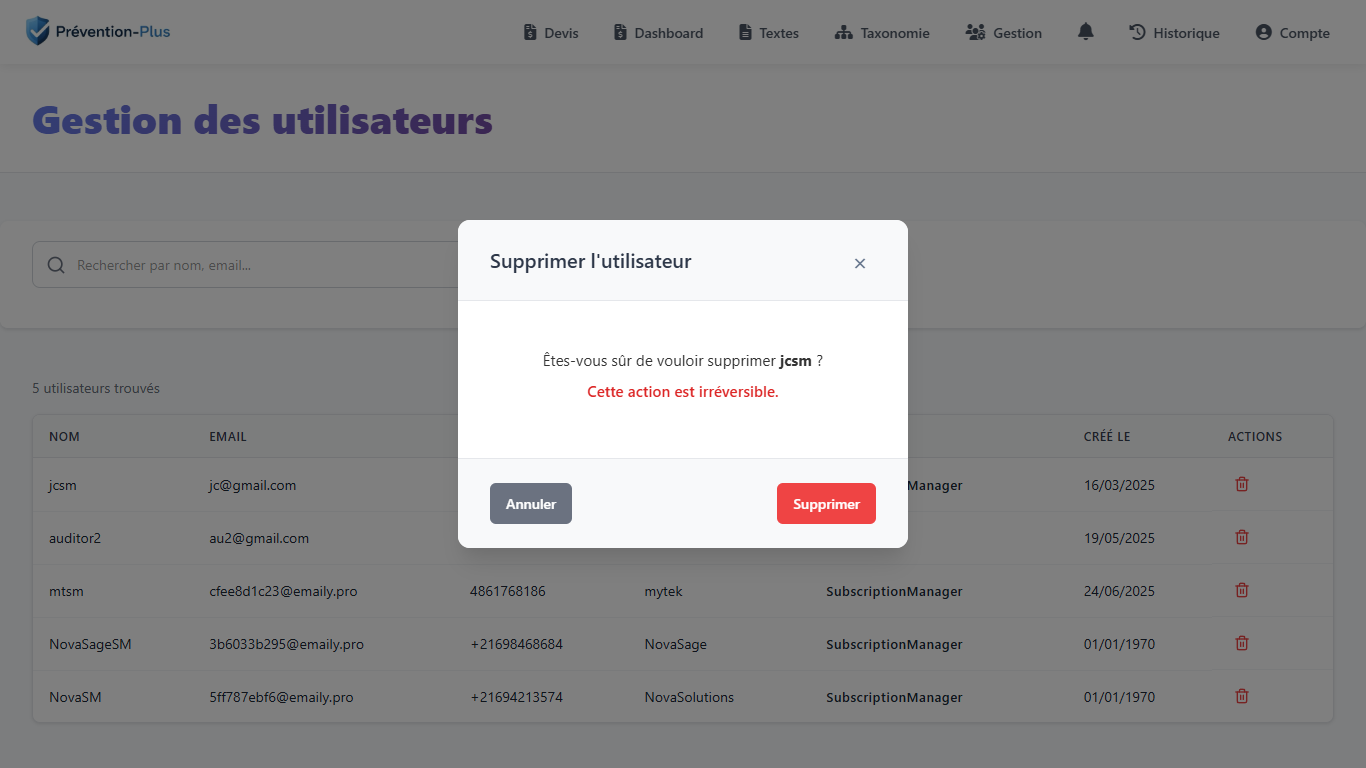 Prévention-Plus Devis Dashboard Textes Taxonomie Gestion Historique Compte
Gestion des utilisateurs
Supprimer l'utilisateur ×
Rechercher par nom, email...
Êtes-vous sûr de vouloir supprimer jcsm ?
Cette action est irréversible.
5 utilisateurs trouvés
NOM EMAIL CRÉÉ LE ACTIONS
jcsm jc@gmail.com Manager 16/03/2025
Annuler Supprimer
auditor2 au2@gmail.com 19/05/2025
mtsm cfee8d1c23@emaily.pro 4861768186 mytek SubscriptionManager 24/06/2025
NovaSageSM 3b6033b295@emaily.pro +21698468684 NovaSage SubscriptionManager 01/01/1970
NovaSM 5ff787ebf6@emaily.pro +21694213574 NovaSolutions SubscriptionManager 01/01/1970